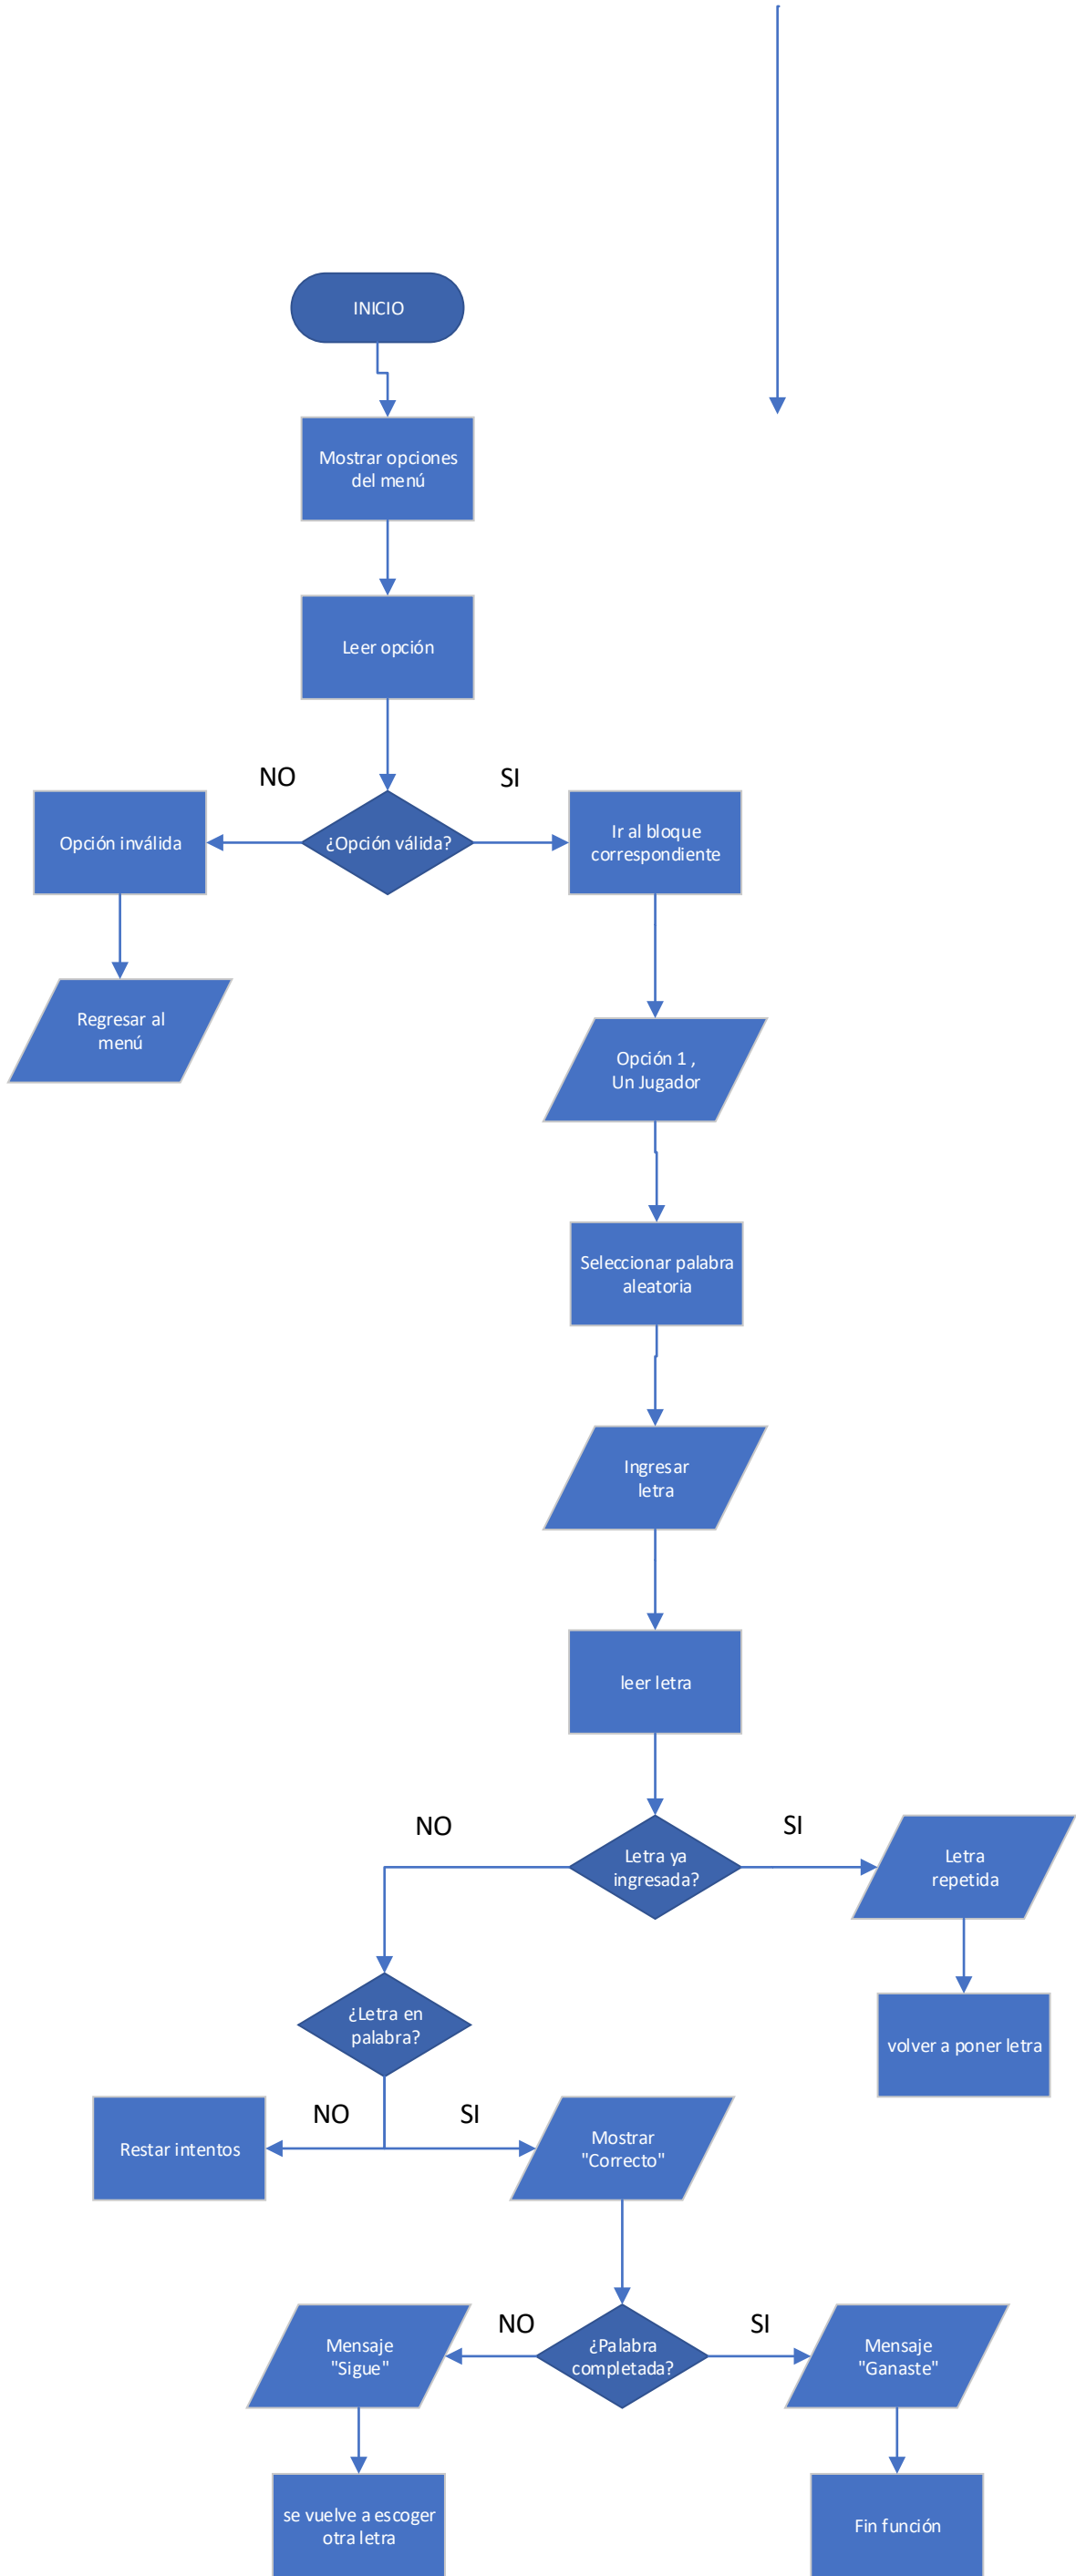 INICIO
Mostrar opciones
del menú
Leer opción
NO
SI
Opción inválida
¿Opción válida?
Ir al bloque
correspondiente
Regresar al
menú
Opción 1 ,
Un Jugador
Seleccionar palabra
aleatoria
Ingresar
letra
leer letra
NO
SI
Letra ya
ingresada?
Letra
repetida
¿Letra en
palabra?
volver a poner letra
NO
SI
Restar intentos
Mostrar
"Correcto"
NO
SI
Mensaje
"Sigue"
¿Palabra
completada?
Mensaje
"Ganaste"
se vuelve a escoger
otra letra
Fin función